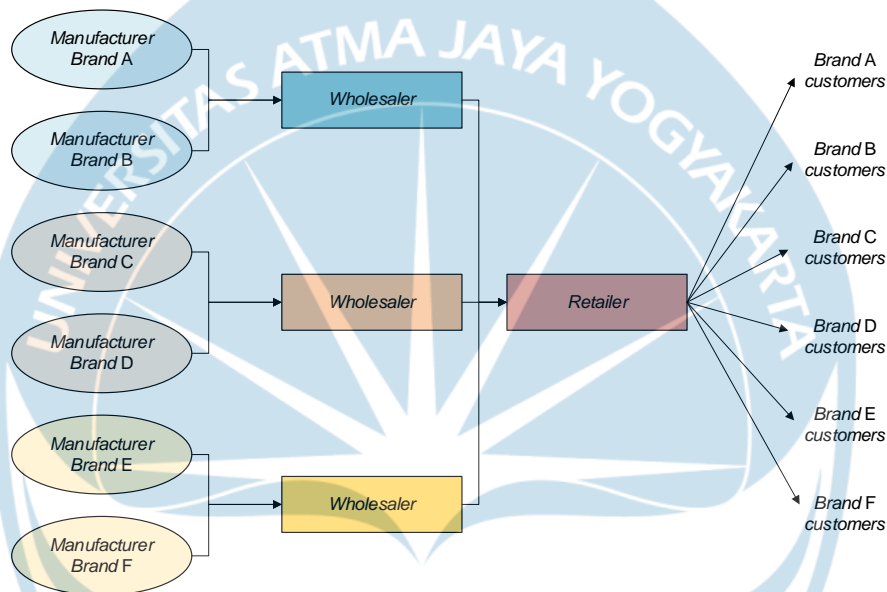 UNIVERSITAS ATMA JAYA YOGYAKARTA
Manufacturer
Brand A
Manufacturer
Brand B
Manufacturer
Brand C
Manufacturer
Brand D
Manufacturer
Brand E
Manufacturer
Brand F
Wholesaler
Wholesaler
Wholesaler
Retailer
Brand A
customers
Brand B
customers
Brand C
customers
Brand D
customers
Brand E
customers
Brand F
customers